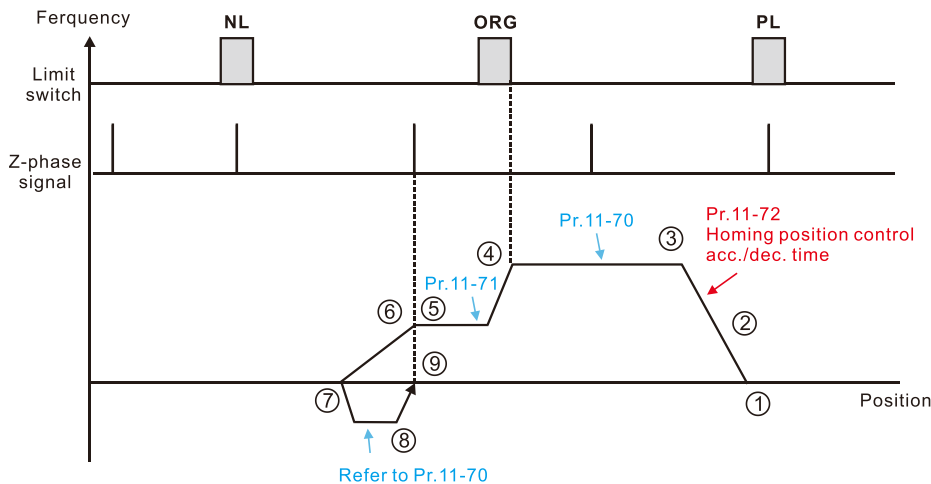 Ferquency
NL
ORG
PL
Limit
switch
Z-phase
signal
Pr.11-72
Homing position control
acc./dec. time
Pr.11-70
③
④
Pr.11-71
⑥
⑤
②
⑨
⑦
①
Position
⑧
Refer to Pr.11-70